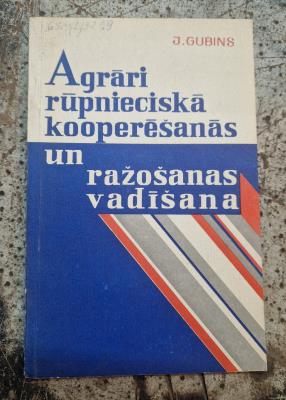 J.GUBINS
Agrāri
rūpnieciskā
kooperēšanās
un
ražošanas
vadīšana